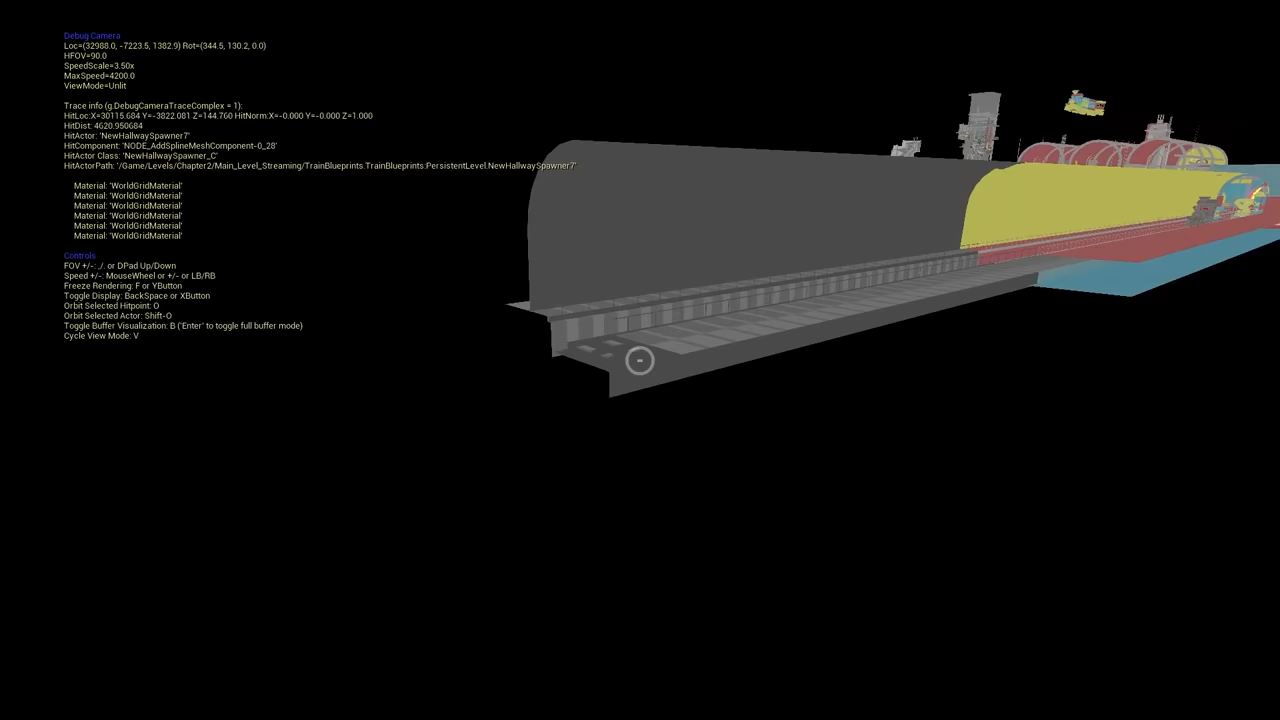 Debug Camera
Loc=(32988.0, -7223.5, 1382.9) Rot=(344.5, 130.2, 0.0)
HFOV=90.0
SpeedScale=3.50x
MaxSpeed=4200.0
ViewMode=Unlit
Trace info (g.DebugCameraTraceComplex = 1):
HitLoc:X=30115.684 Y=-3822.081 Z=144.760 HitNorm:X=-0.000 Y=-0.000 Z=1.000
HitDist: 4620.950684
HitActor: 'NewHallwaySpawner7'
HitComponent: 'NODE_AddSplineMeshComponent-0_28'
HitActor Class: 'NewHallwaySpawner_C'
HitActorPath: '/Game/Levels/Chapter2/Main_Level_Streaming/TrainBlueprints.TrainBlueprints:PersistentLevel.NewHallwaySpawner7'
Material: 'WorldGridMaterial'
Material: 'WorldGridMaterial'
Material: 'WorldGridMaterial'
Material: 'WorldGridMaterial'
Material: 'WorldGridMaterial'
Material: 'WorldGridMaterial'
Controls
FOV +/-: ,/. or DPad Up/Down
Speed +/-: MouseWheel or +/- or LB/RB
Freeze Rendering: F or YButton
Toggle Display: BackSpace or XButton
Orbit Selected Hitpoint: O
Orbit Selected Actor: Shift-O
Toggle Buffer Visualization: B ('Enter' to toggle full buffer mode)
Cycle View Mode: V